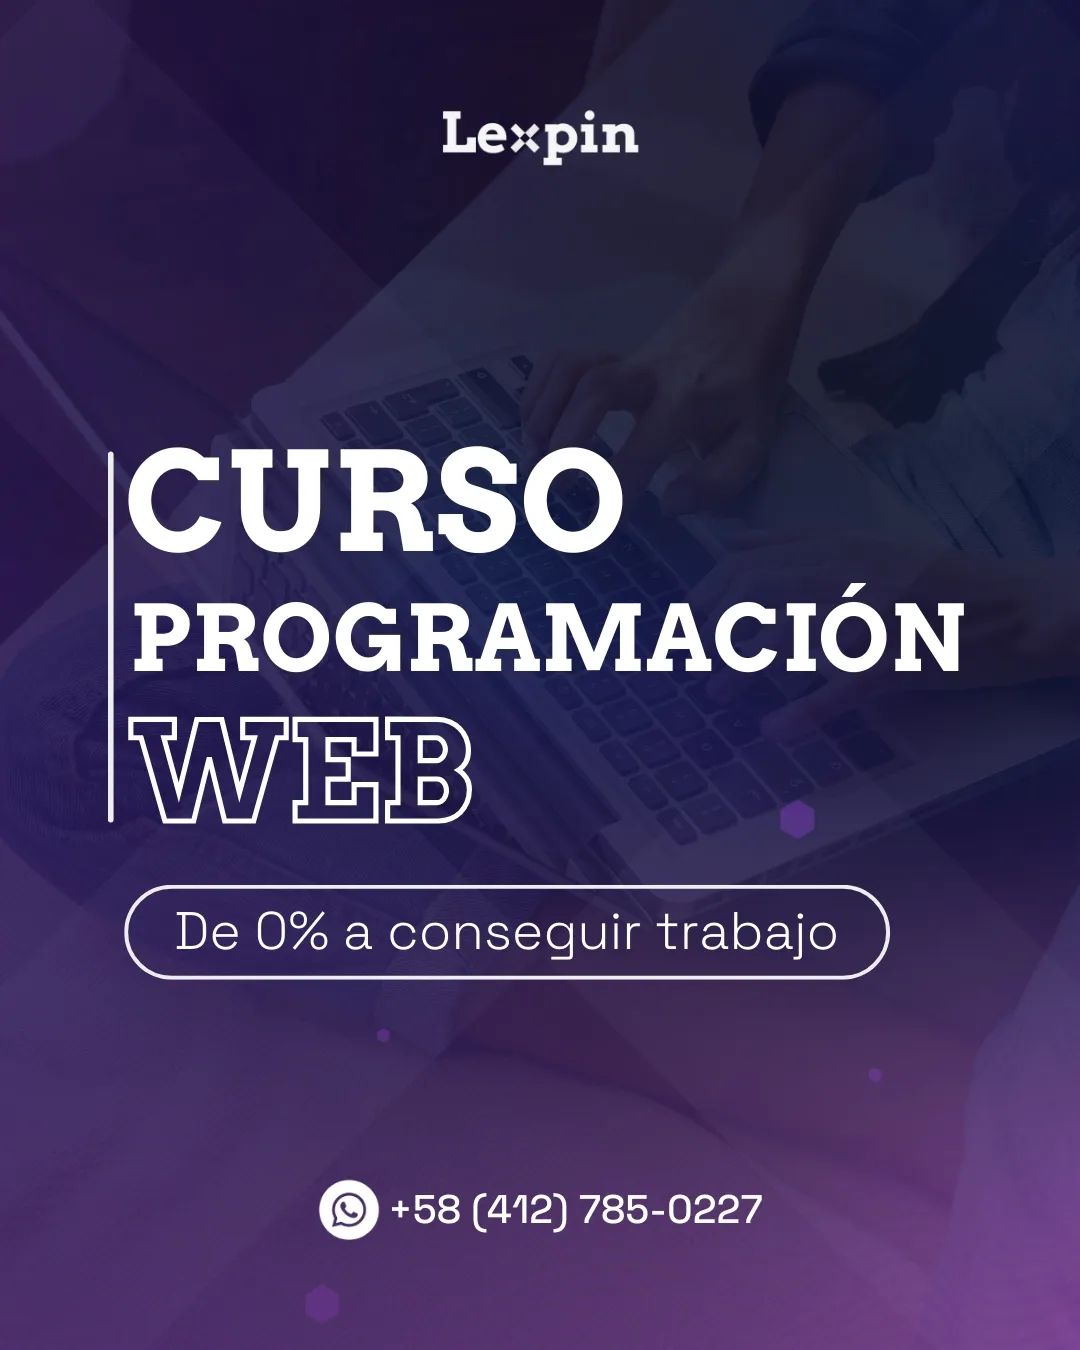 Lexpin
CURSO
PROGRAMACIÓN
WEB
De 0% a conseguir trabajo
+58 (412) 785-0227